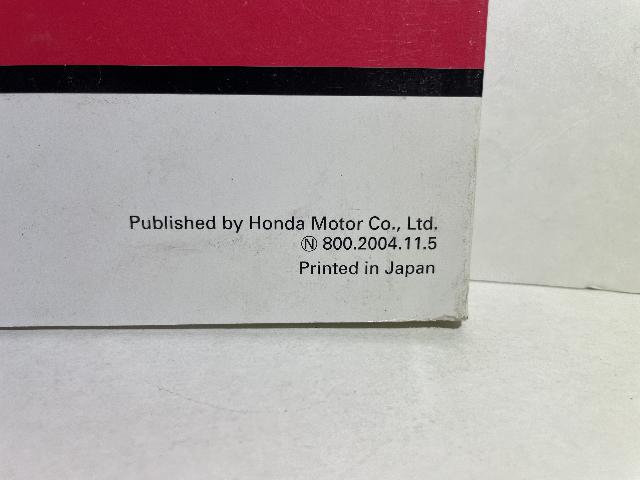 Published by Honda Motor Co., Ltd.
Ⓝ 800.2004.11.5
Printed in Japan